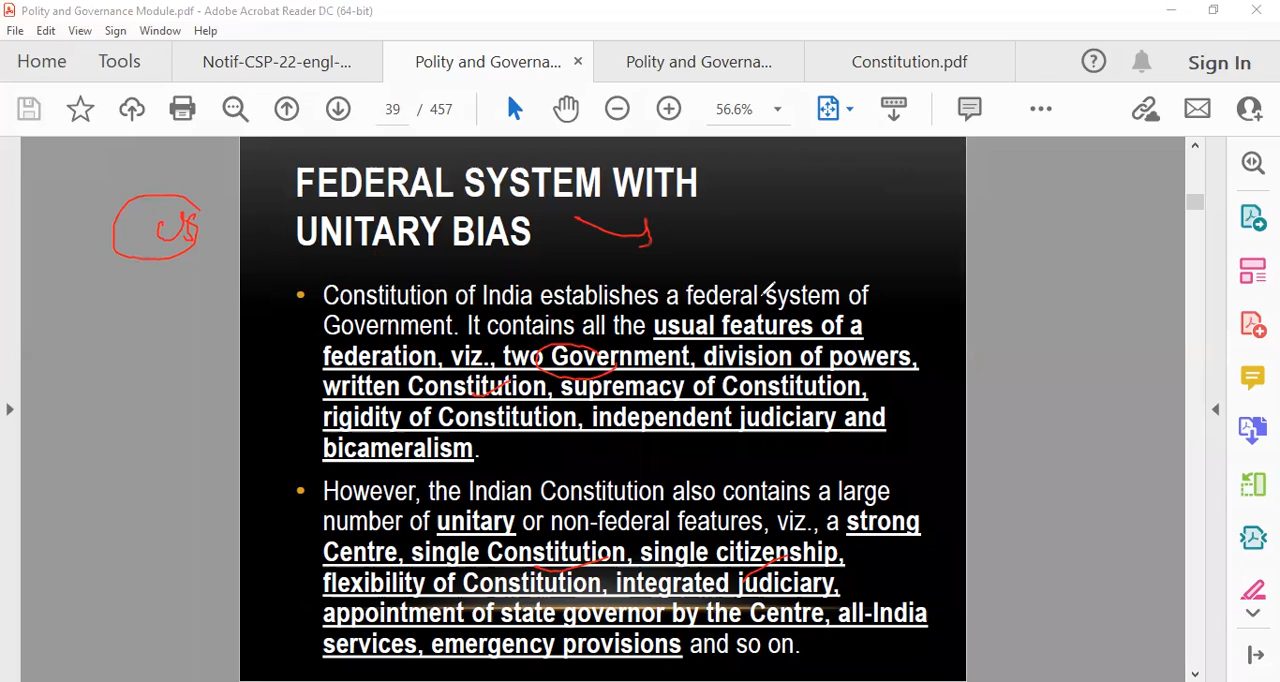 Polity and Governance Module.pdf - Adobe Acrobat Reader DC (64-bit)
File Edit View Sign Window Help
Home Tools Notif-CSP-22-engl-... Polity and Governa... × Polity and Governa... Constitution.pdf Sign In
39 / 457 56.6%
FEDERAL SYSTEM WITH
UNITARY BIAS
US
• Constitution of India establishes a federal system of
Government. It contains all the usual features of a
federation, viz., two Government, division of powers,
written Constitution, supremacy of Constitution,
rigidity of Constitution, independent judiciary and
bicameralism.
• However, the Indian Constitution also contains a large
number of unitary or non-federal features, viz., a strong
Centre, single Constitution, single citizenship,
flexibility of Constitution, integrated judiciary,
appointment of state governor by the Centre, all-India
services, emergency provisions and so on.